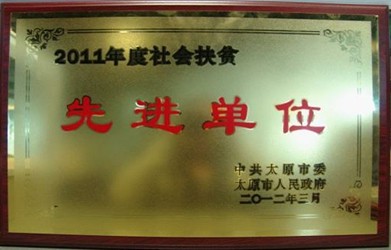 2011年度社会扶贫
先进单位
中共太原市委
太原市人民政府
二〇一二年三月